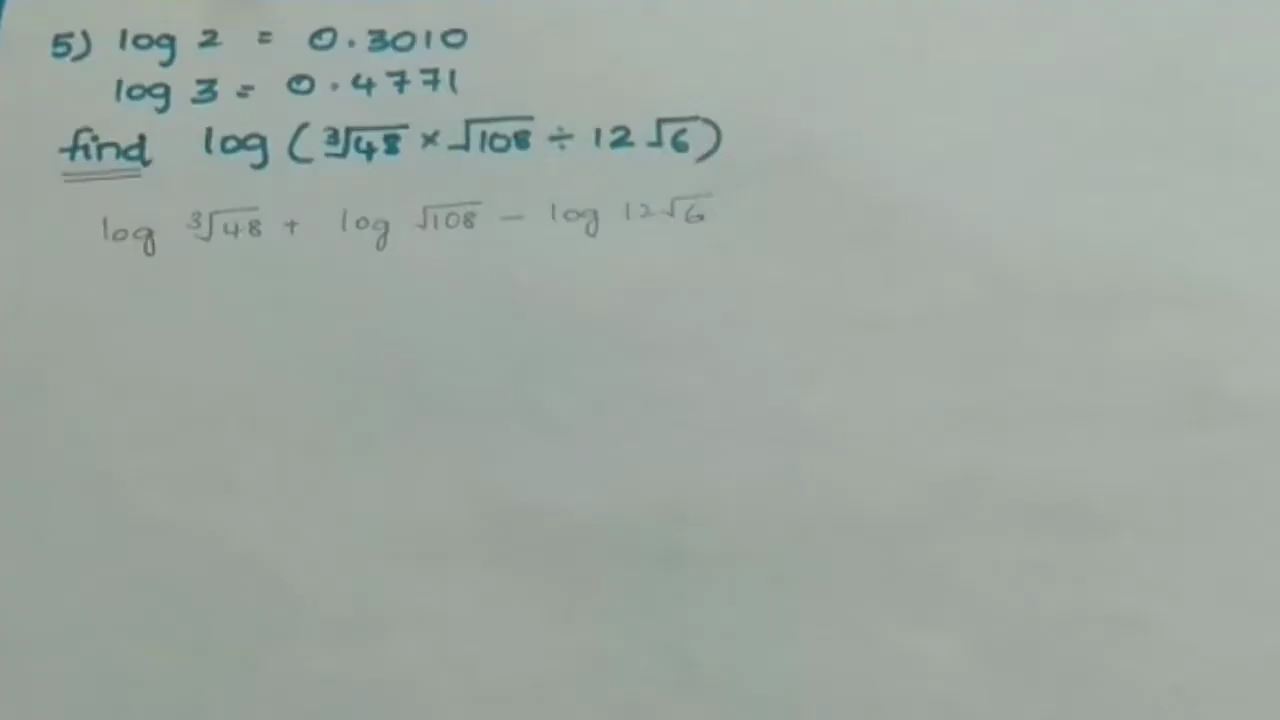 5) log 2 = 0.3010
log 3 = 0.4771
find log (∛48 × √108 ÷ 12 √6)
log ∛48 + log √108 − log 12√6